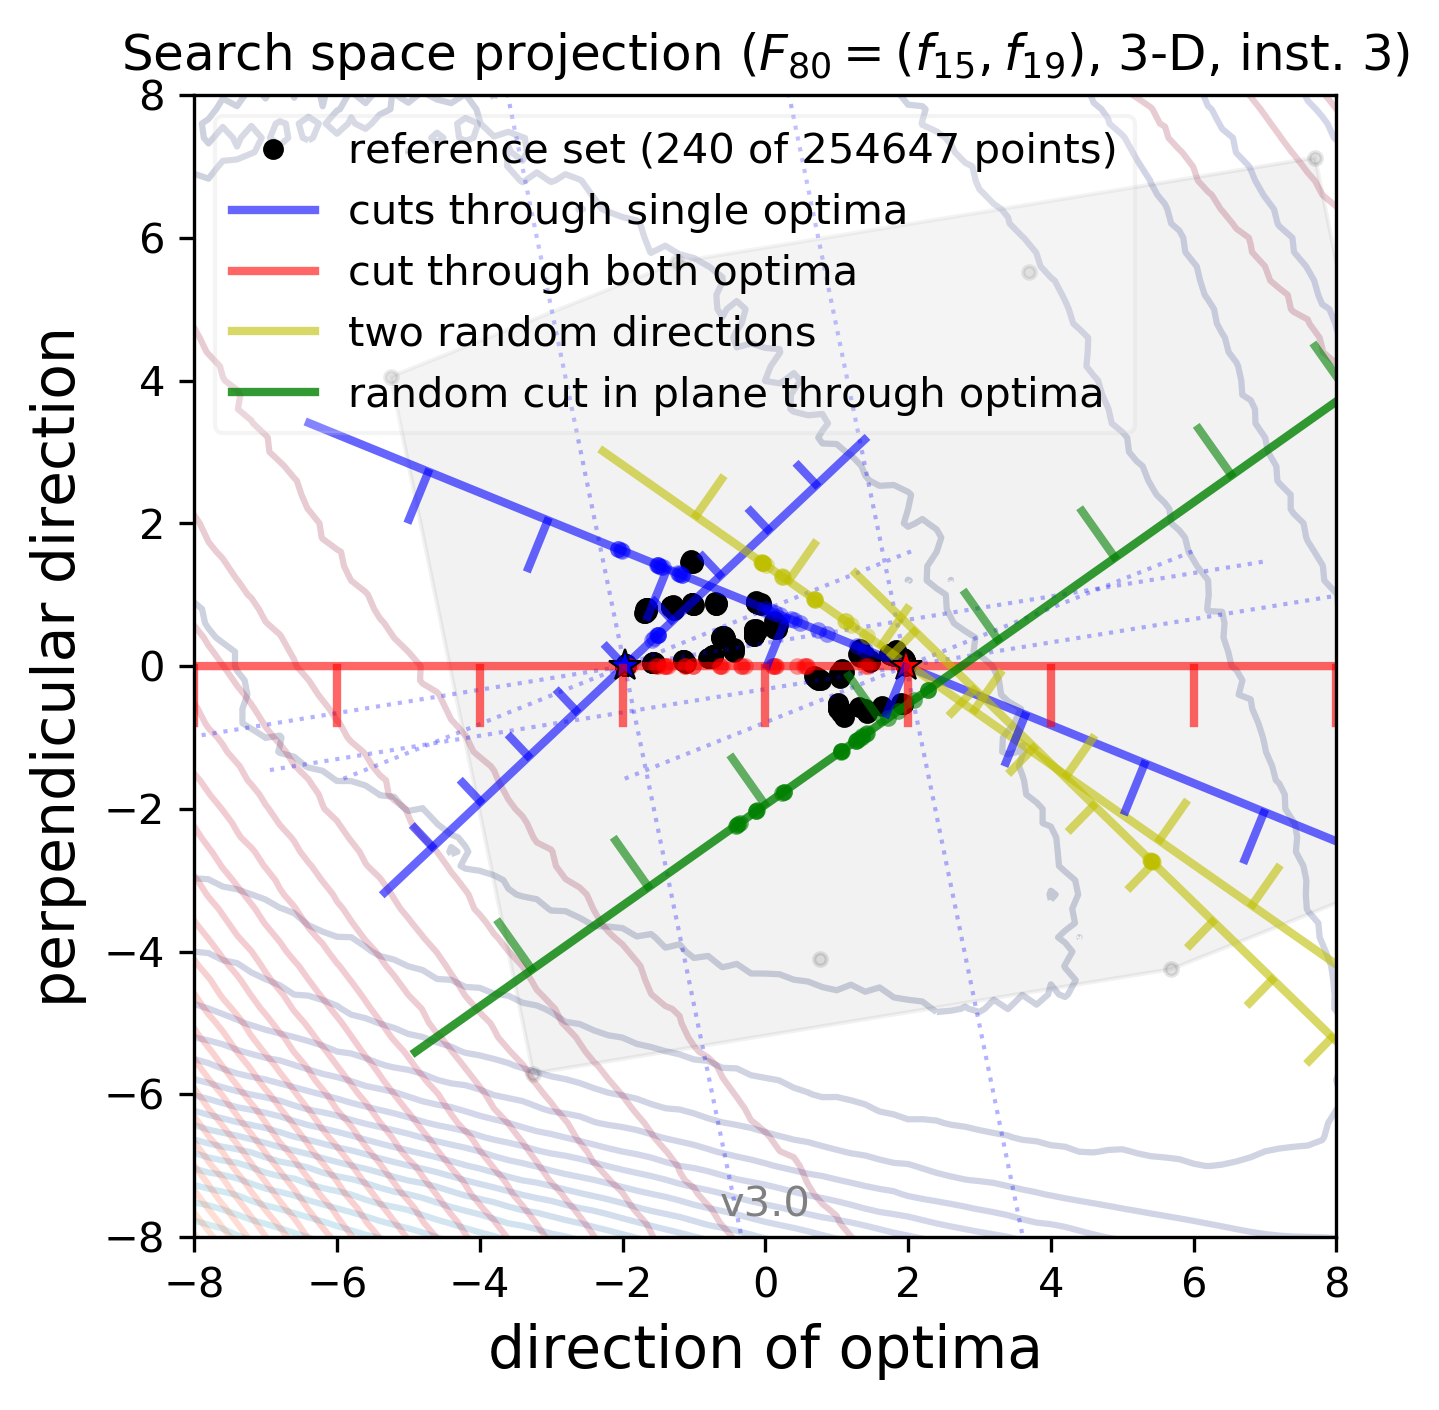 Search space projection (F80 = (f15, f19), 3-D, inst. 3)
reference set (240 of 254647 points)
cuts through single optima
cut through both optima
two random directions
random cut in plane through optima
perpendicular direction
8
6
4
2
0
−2
−4
−6
−8
v3.0
−8 −6 −4 −2 0 2 4 6 8
direction of optima